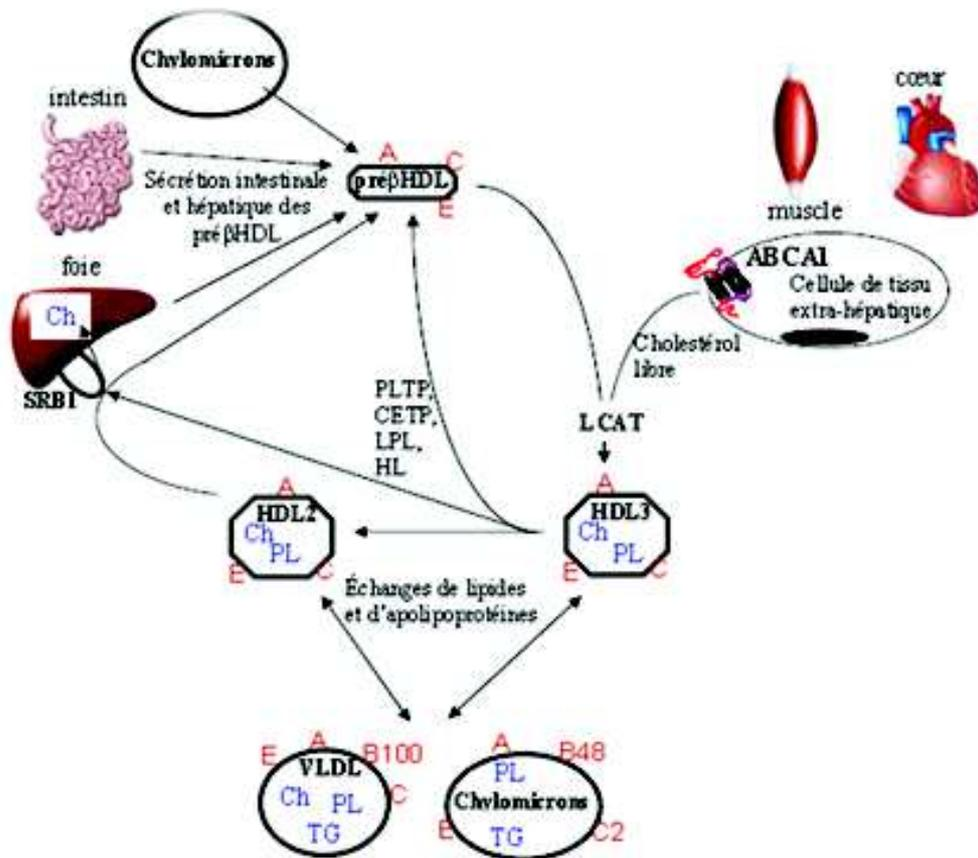 Chylomicrons
intestin
A
C
préβHDL
E
Sécrétion intestinale
et hépatique des
préβHDL
foie
Ch
SRB1
cœur
muscle
ABCA1
Cellule de tissu
extra-hépatique
Cholestérol
libre
PLTP,
CETP,
LPL,
HL
LCAT
A
HDL2
Ch
PL
E
C
A
HDL3
Ch
PL
E
C
Échanges de lipides
et d'apolipoprotéines
E
A
B100
VLDL
C
Ch
PL
TG
A
B48
PL
Chylomicrons
E
TG
C2